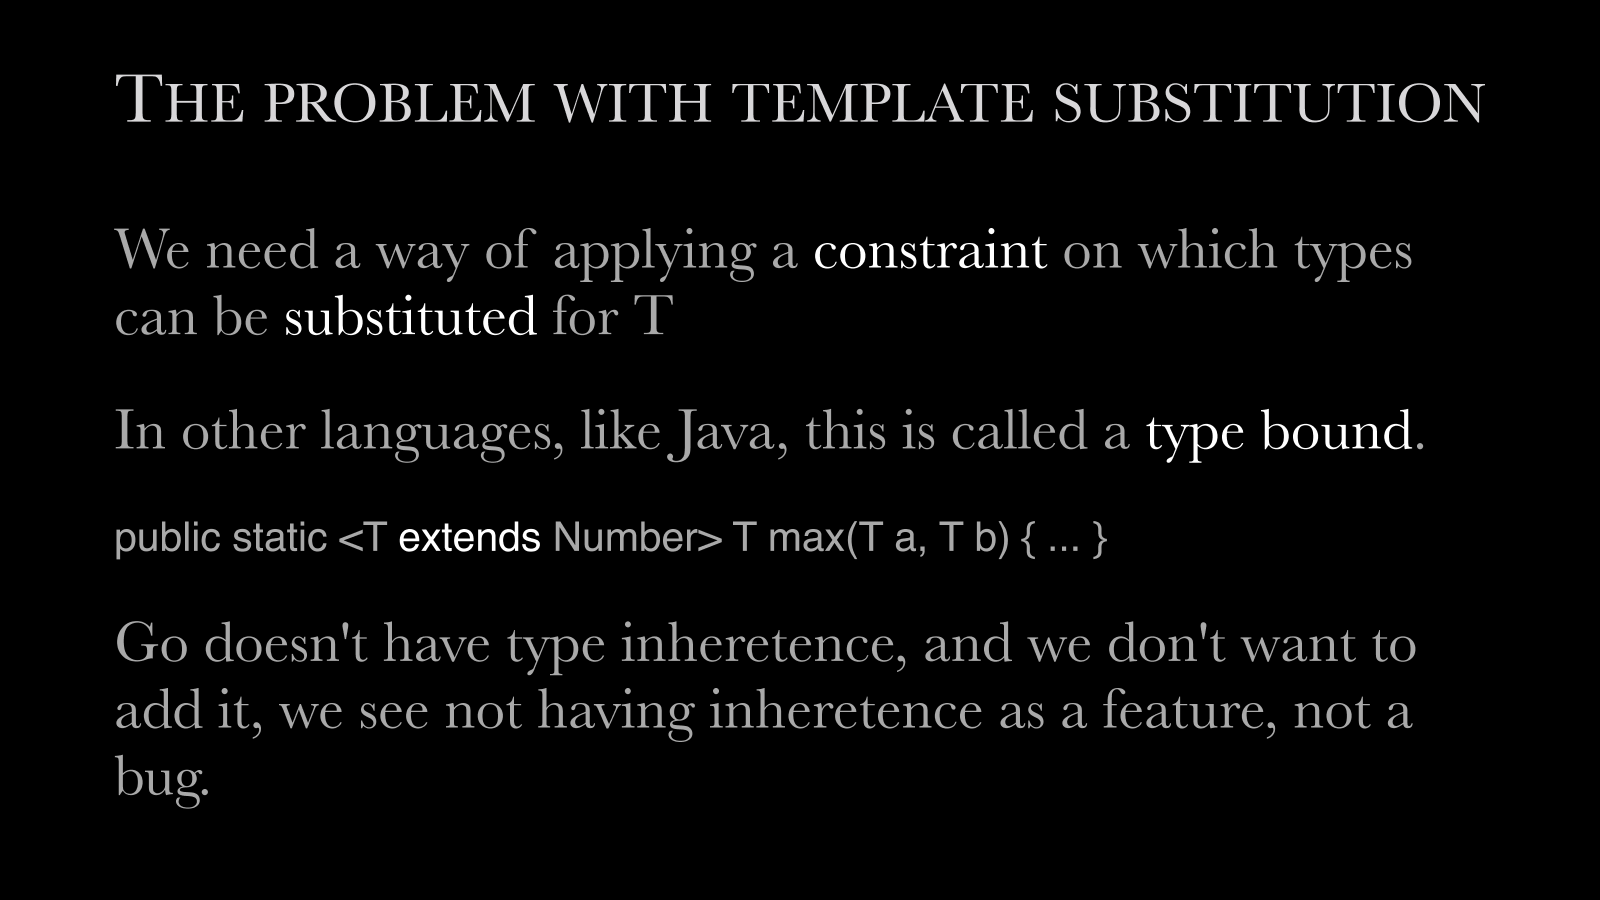 The problem with template substitution
We need a way of applying a constraint on which types
can be substituted for T
In other languages, like Java, this is called a type bound.
public static <T extends Number> T max(T a, T b) { ... }
Go doesn't have type inheretence, and we don't want to
add it, we see not having inheretence as a feature, not a
bug.